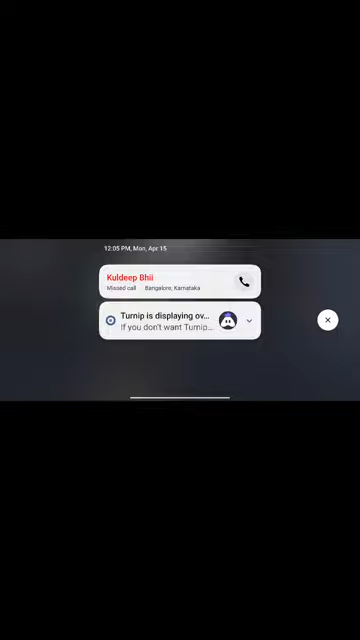 12:05 PM, Mon, Apr 15
Kuldeep Bhii
Missed call Bangalore, Karnataka
Turnip is displaying ov...
If you don't want Turnip...